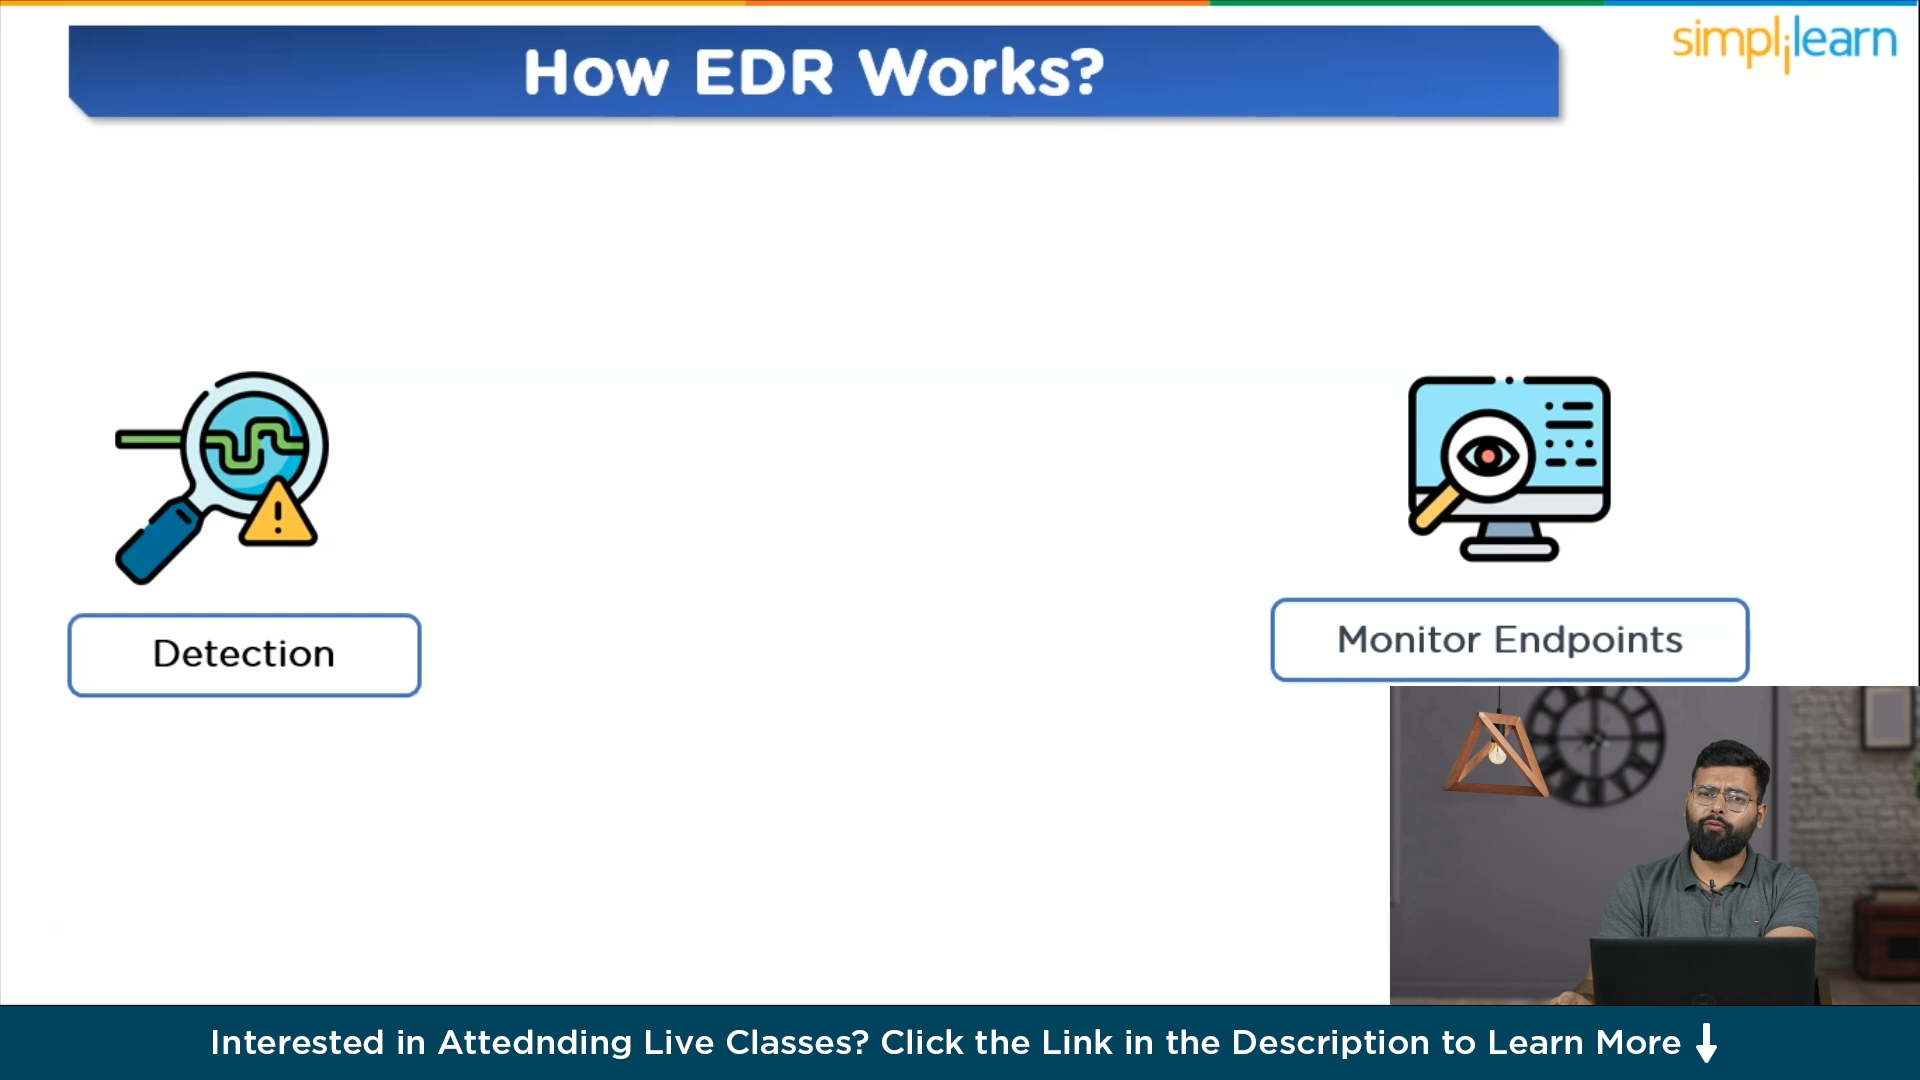 How EDR Works?
simplilearn
Detection
Monitor Endpoints
Interested in Attednding Live Classes? Click the Link in the Description to Learn More